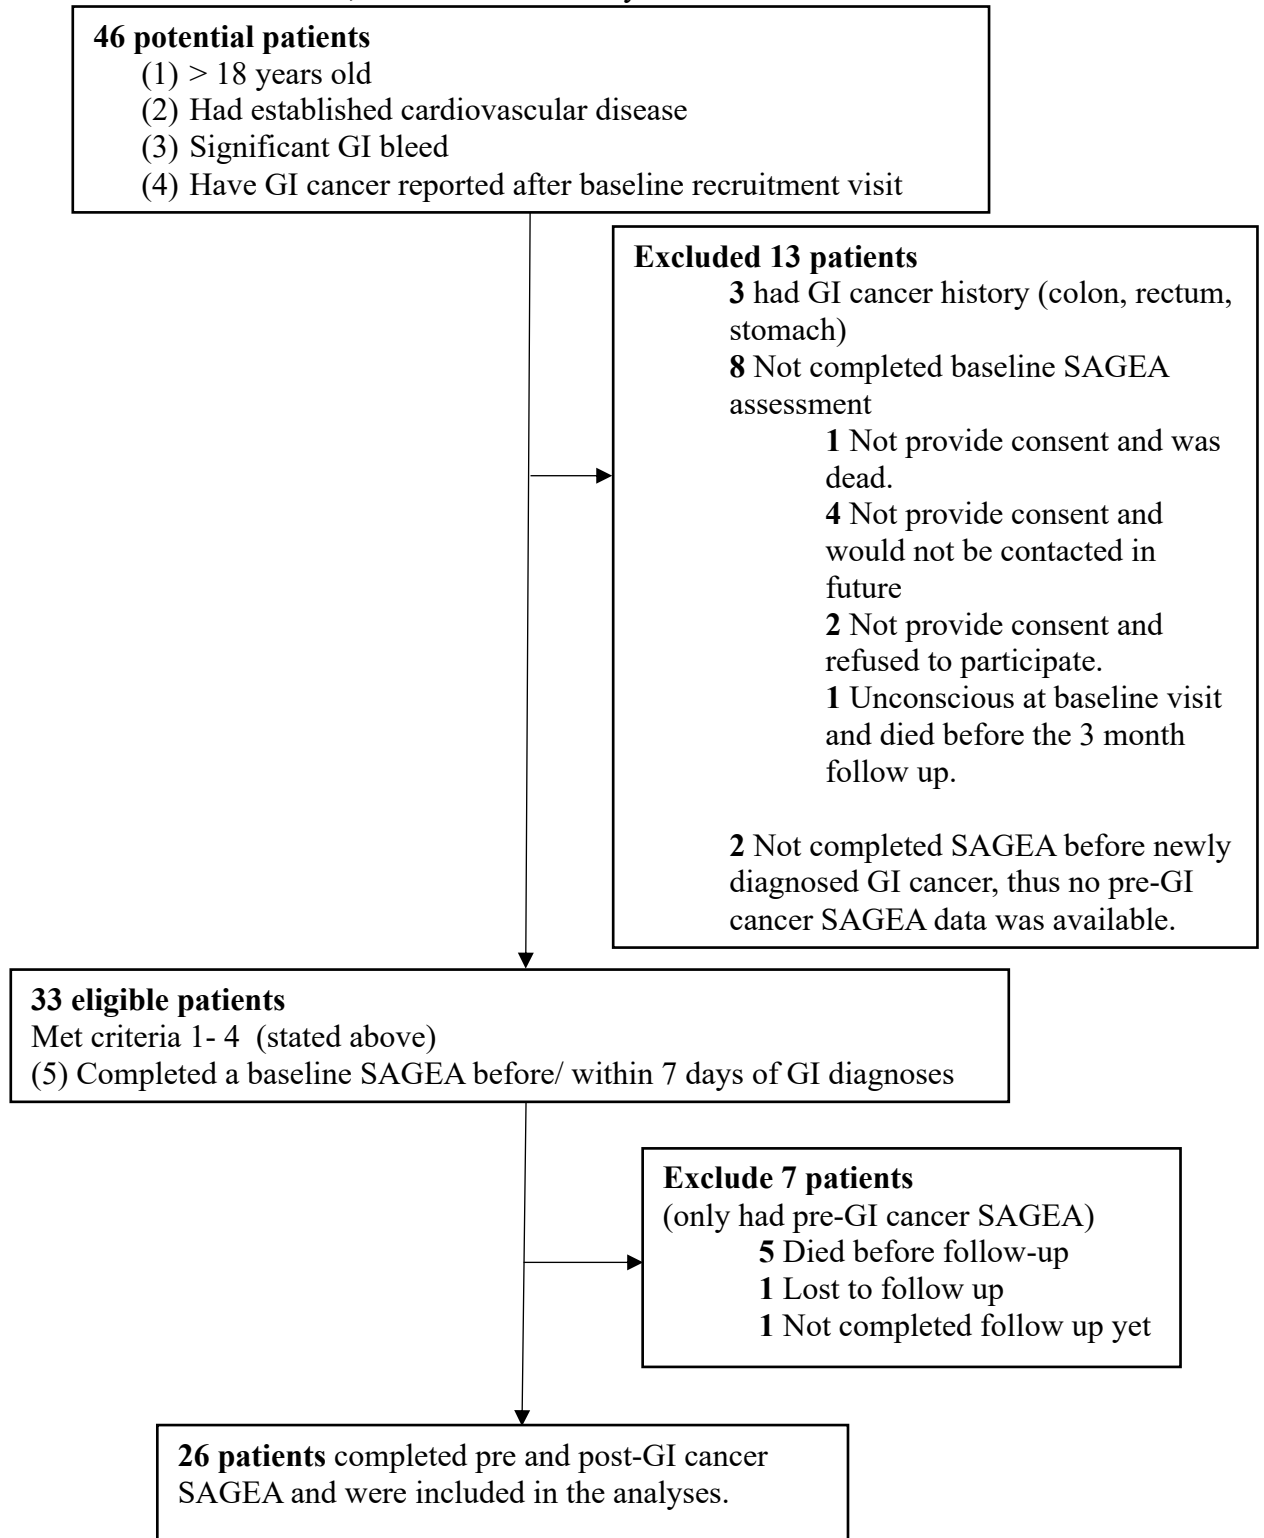 46 potential patients
(1) > 18 years old
(2) Had established cardiovascular disease
(3) Significant GI bleed
(4) Have GI cancer reported after baseline recruitment visit
Excluded 13 patients
3 had GI cancer history (colon, rectum,
stomach)
8 Not completed baseline SAGEA
assessment
1 Not provide consent and was
dead.
4 Not provide consent and
would not be contacted in
future
2 Not provide consent and
refused to participate.
1 Unconscious at baseline visit
and died before the 3 month
follow up.
2 Not completed SAGEA before newly
diagnosed GI cancer, thus no pre-GI
cancer SAGEA data was available.
33 eligible patients
Met criteria 1- 4 (stated above)
(5) Completed a baseline SAGEA before/ within 7 days of GI diagnoses
Exclude 7 patients
(only had pre-GI cancer SAGEA)
5 Died before follow-up
1 Lost to follow up
1 Not completed follow up yet
26 patients completed pre and post-GI cancer
SAGEA and were included in the analyses.